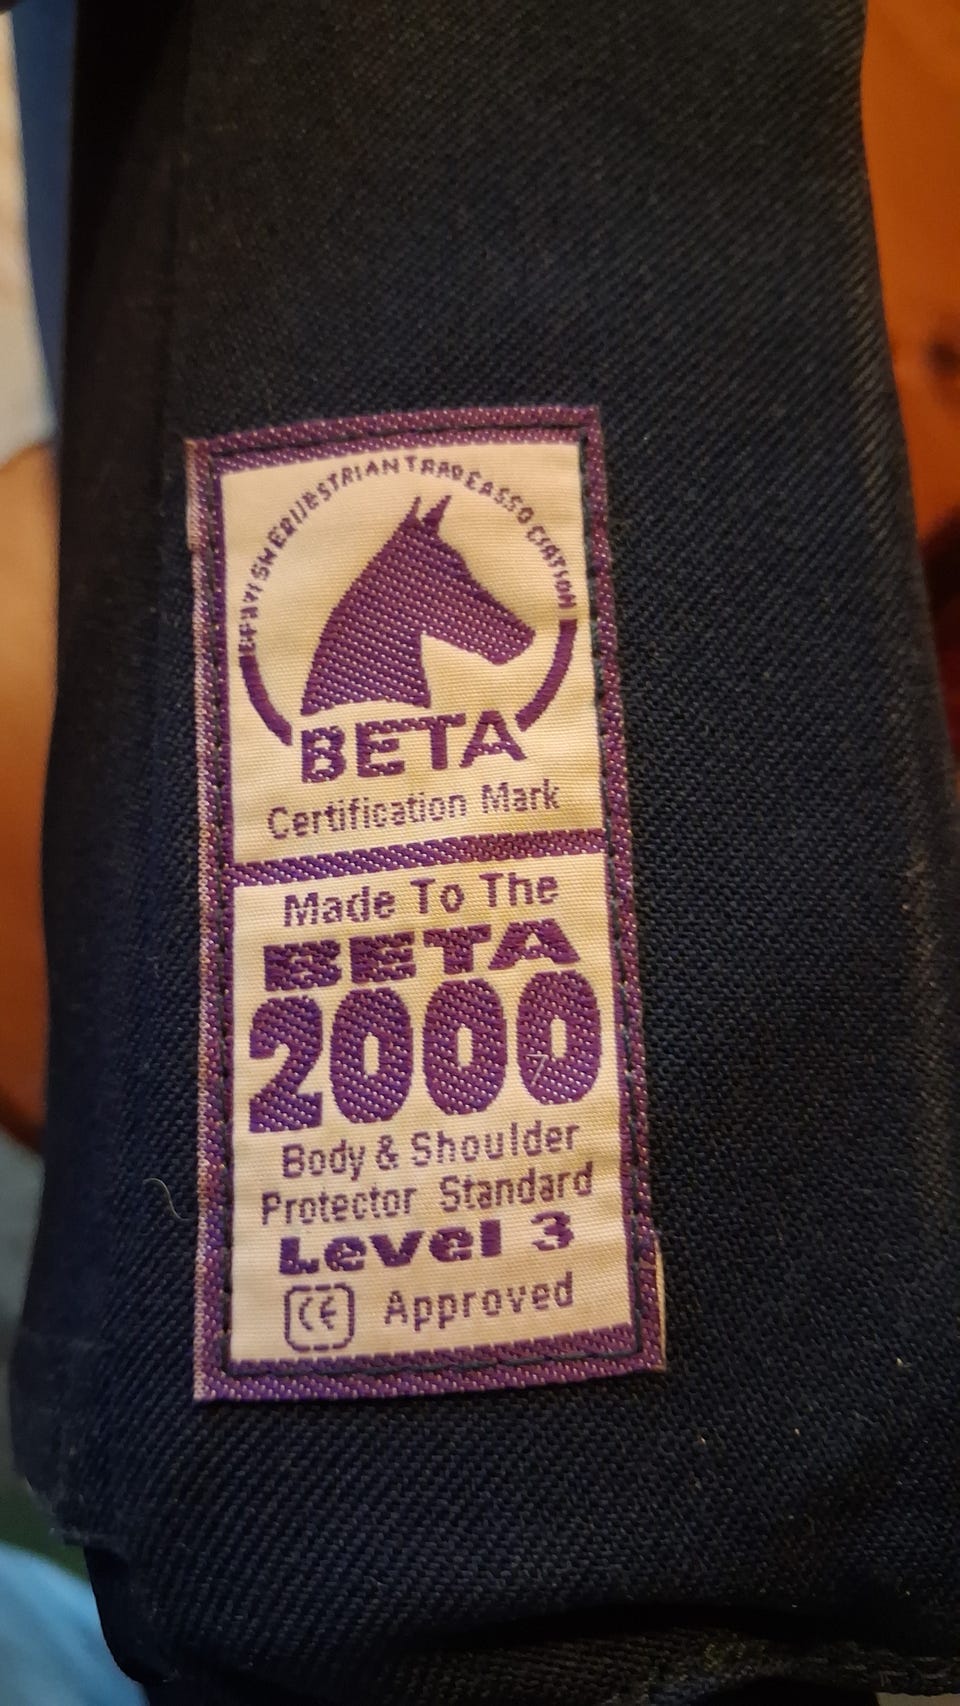 BRITISH EQUESTRIAN TRADE ASSOCIATION
BETA
Certification Mark
Made To The
BETA
2000
Body & Shoulder
Protector Standard
Level 3
CE Approved